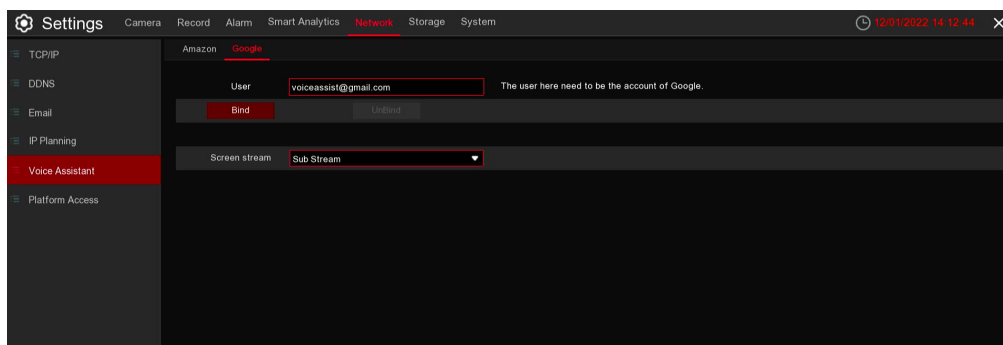 Settings Camera Record Alarm Smart Analytics Network Storage System 12/01/2022 14:12:44
Amazon Google
TCP/IP
DDNS
Email
IP Planning
Voice Assistant
Platform Access
User voiceassist@gmail.com The user here need to be the account of Google.
Bind UnBind
Screen stream Sub Stream